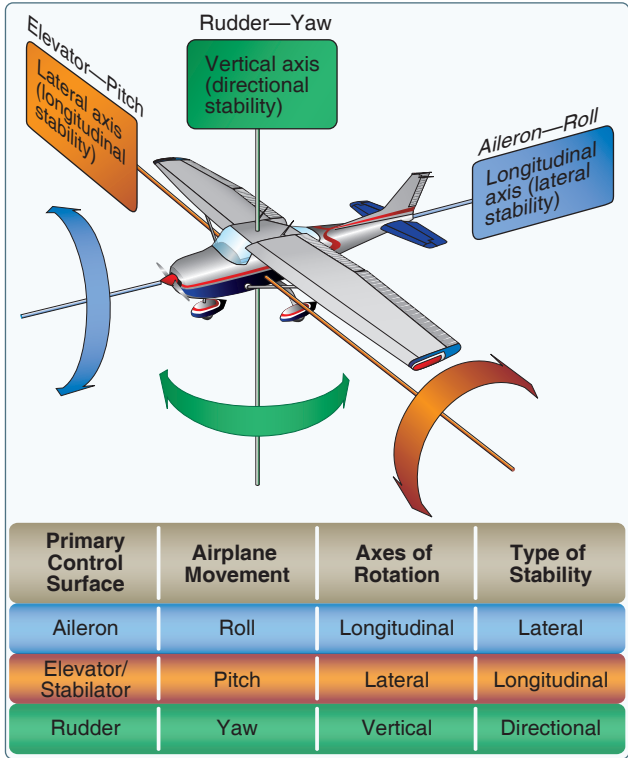 Elevator—Pitch
Lateral axis
(longitudinal
stability)
Rudder—Yaw
Vertical axis
(directional
stability)
Aileron—Roll
Longitudinal
axis (lateral
stability)
Primary
Control
Surface
Airplane
Movement
Axes of
Rotation
Type of
Stability
Aileron
Roll
Longitudinal
Lateral
Elevator/
Stabilator
Pitch
Lateral
Longitudinal
Rudder
Yaw
Vertical
Directional